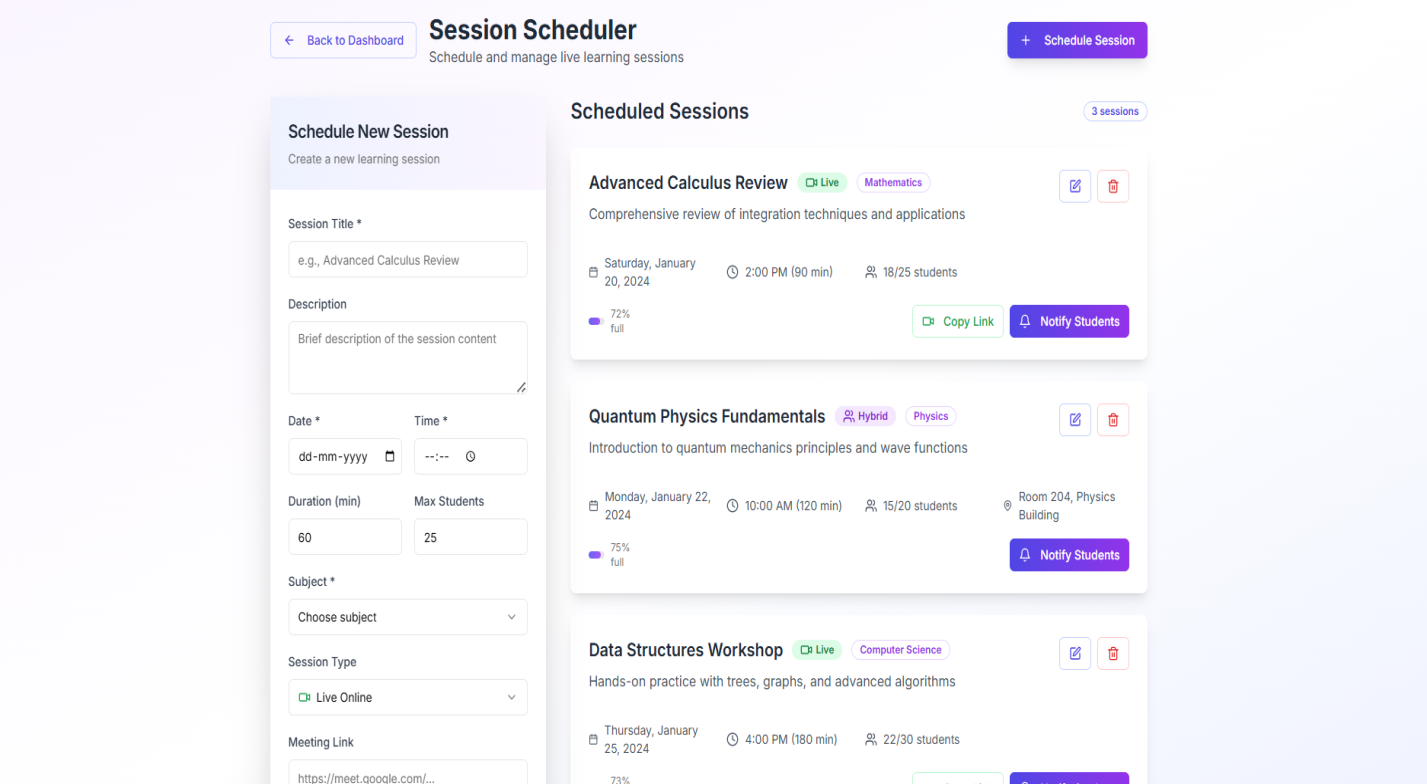 Back to Dashboard
Session Scheduler
Schedule and manage live learning sessions
Schedule Session
Schedule New Session
Create a new learning session
Session Title *
e.g., Advanced Calculus Review
Description
Brief description of the session content
Date *
Time *
dd-mm-yyyy
--:--
Duration (min)
Max Students
60
25
Subject *
Choose subject
Session Type
Live Online
Meeting Link
https://meet.google.com/...
Scheduled Sessions
3 sessions
Advanced Calculus Review
Live
Mathematics
Comprehensive review of integration techniques and applications
Saturday, January
20, 2024
2:00 PM (90 min)
18/25 students
72%
full
Copy Link
Notify Students
Quantum Physics Fundamentals
Hybrid
Physics
Introduction to quantum mechanics principles and wave functions
Monday, January 22,
2024
10:00 AM (120 min)
15/20 students
Room 204, Physics
Building
75%
full
Notify Students
Data Structures Workshop
Live
Computer Science
Hands-on practice with trees, graphs, and advanced algorithms
Thursday, January
25, 2024
4:00 PM (180 min)
22/30 students
73%